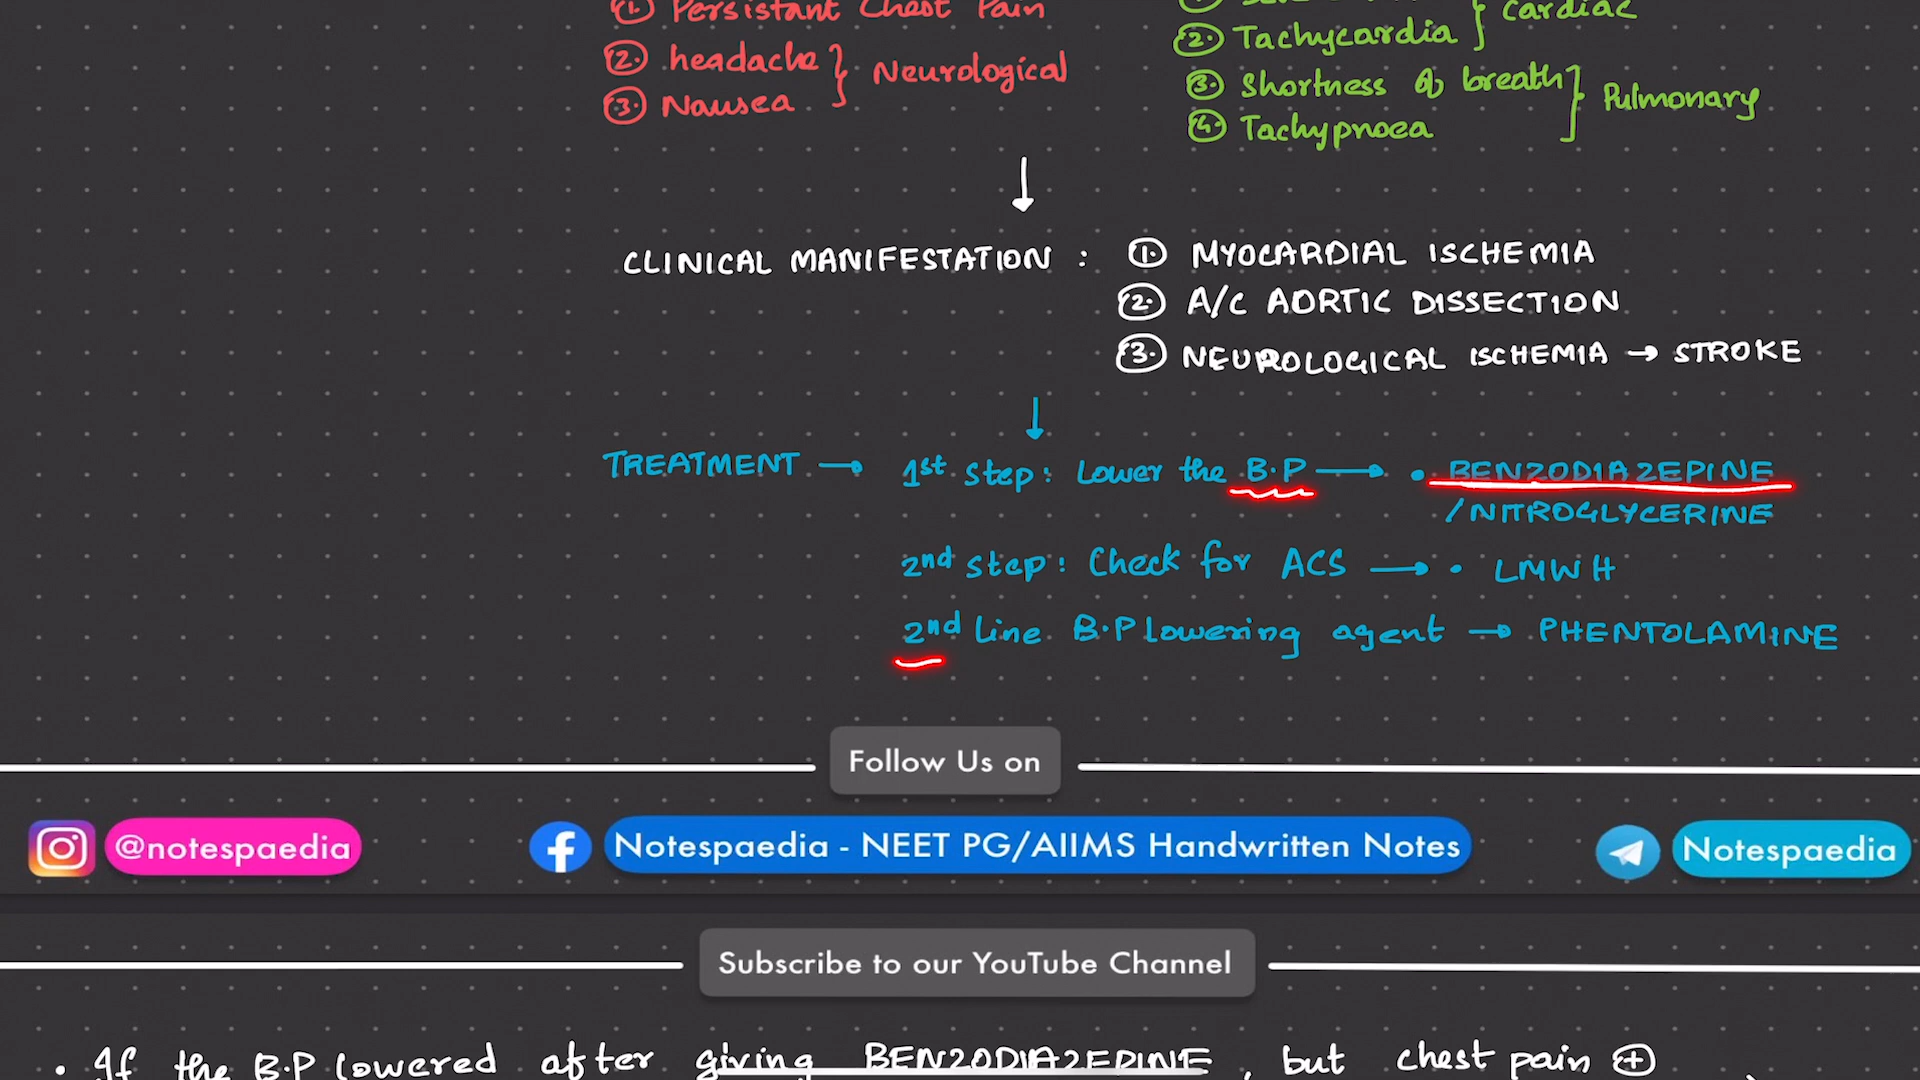 ① Persistant Chest Pain
② headache } Neurological
③ Nausea
cardiac
② Tachycardia
③ Shortness of breath } Pulmonary
④ Tachypnoea
↓
CLINICAL MANIFESTATION : ① MYOCARDIAL ISCHEMIA
② A/C AORTIC DISSECTION
③ NEUROLOGICAL ISCHEMIA → STROKE
↓
TREATMENT → 1st Step: Lower the B.P → • BENZODIAZEPINE
/NITROGLYCERINE
2nd Step: Check for ACS → • LMWH
2nd Line B.P lowering agent → PHENTOLAMINE
Follow Us on
@notespaedia
Notespaedia - NEET PG/AIIMS Handwritten Notes
Notespaedia
Subscribe to our YouTube Channel
• If the B.P lowered after giving BENZODIAZEPINE, but chest pain ⊕